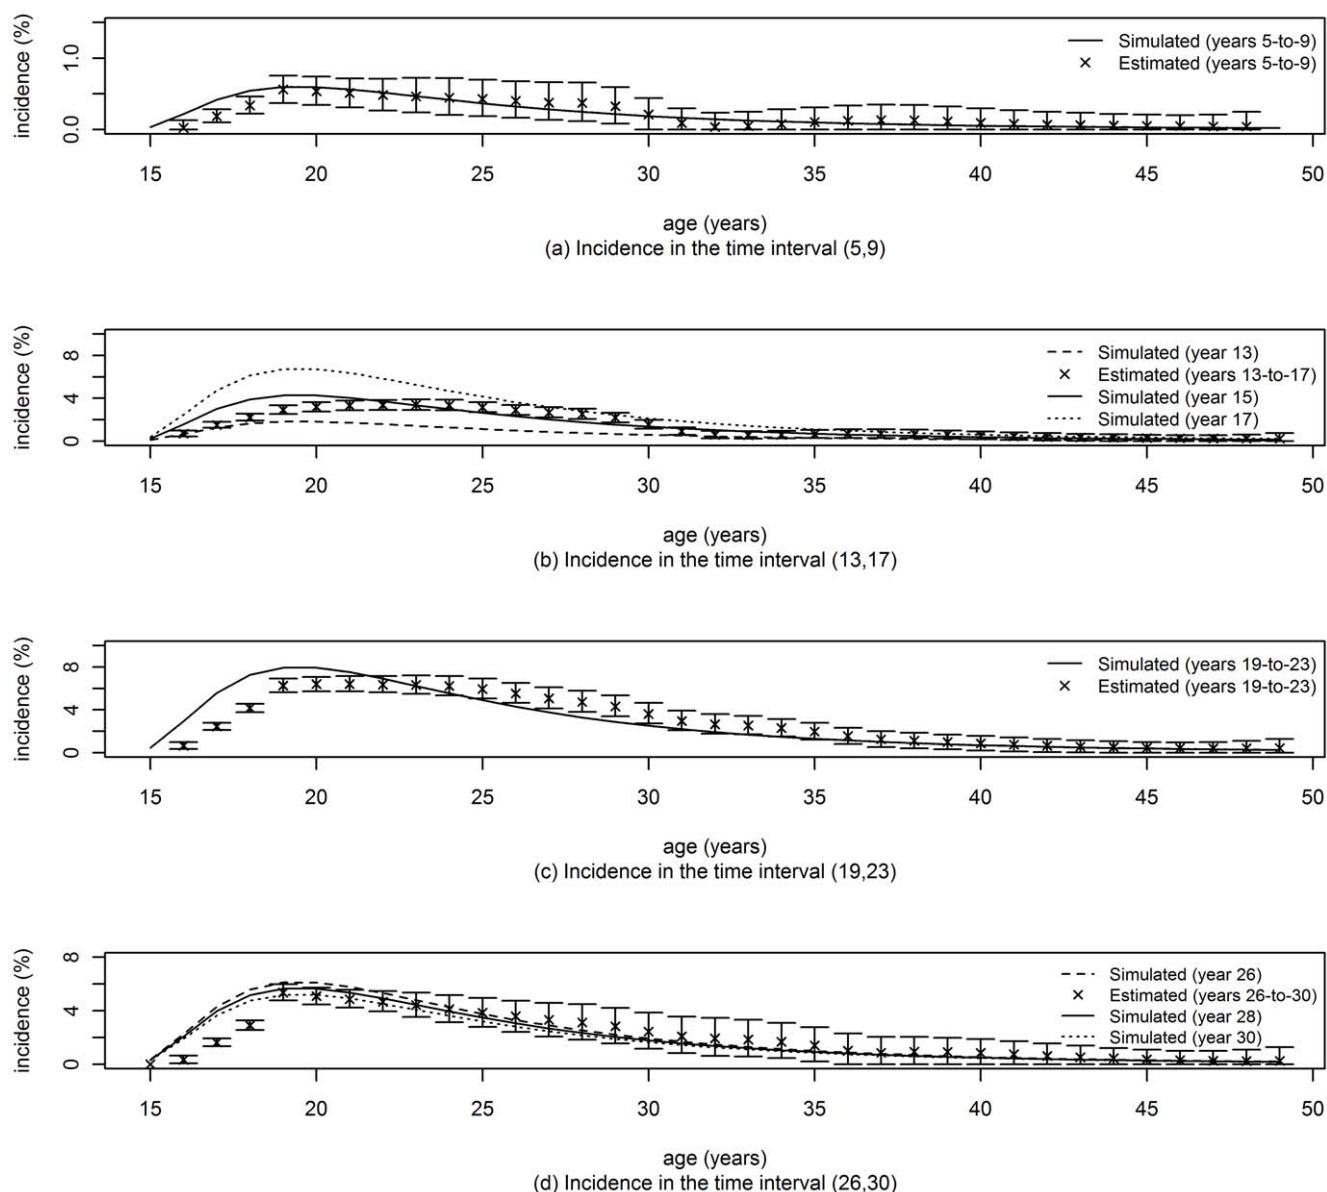 incidence (%)
1.0
0.0
Simulated (years 5-to-9)
Estimated (years 5-to-9)
15 20 25 30 35 40 45 50
age (years)
(a) Incidence in the time interval (5,9)
incidence (%)
8
4
0
Simulated (year 13)
Estimated (years 13-to-17)
Simulated (year 15)
Simulated (year 17)
15 20 25 30 35 40 45 50
age (years)
(b) Incidence in the time interval (13,17)
incidence (%)
8
4
0
Simulated (years 19-to-23)
Estimated (years 19-to-23)
15 20 25 30 35 40 45 50
age (years)
(c) Incidence in the time interval (19,23)
incidence (%)
8
4
0
Simulated (year 26)
Estimated (years 26-to-30)
Simulated (year 28)
Simulated (year 30)
15 20 25 30 35 40 45 50
age (years)
(d) Incidence in the time interval (26,30)